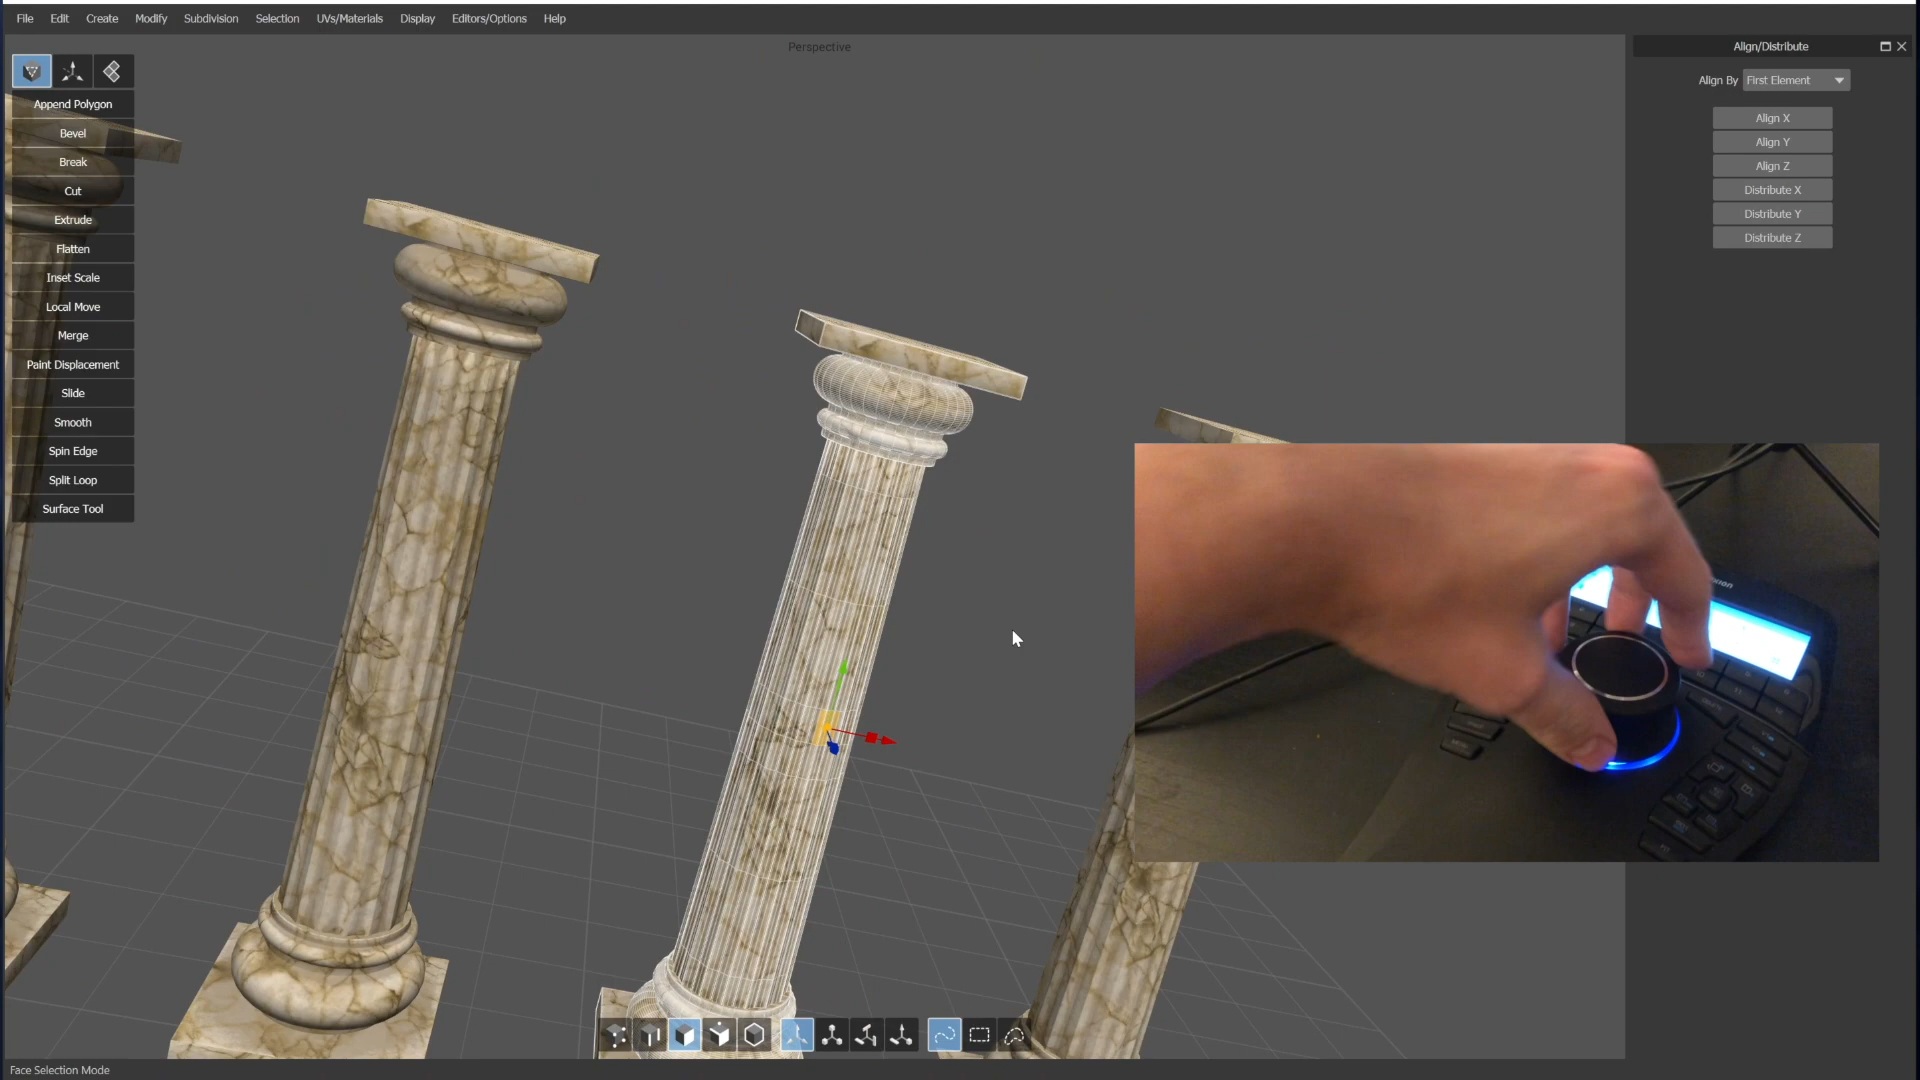 File Edit Create Modify Subdivision Selection UVs/Materials Display Editors/Options Help
Perspective
Align/Distribute
Align By First Element
Align X
Align Y
Align Z
Distribute X
Distribute Y
Distribute Z
Append Polygon
Bevel
Break
Cut
Extrude
Flatten
Inset Scale
Local Move
Merge
Paint Displacement
Slide
Smooth
Spin Edge
Split Loop
Surface Tool
Face Selection Mode